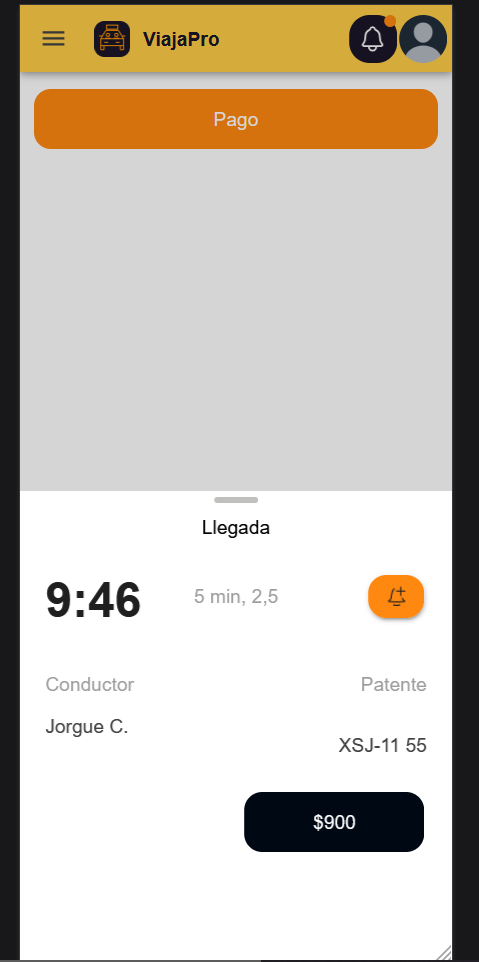 ViajaPro
Pago
Llegada
9:46
5 min, 2,5
Conductor
Patente
Jorgue C.
XSJ-11 55
$900